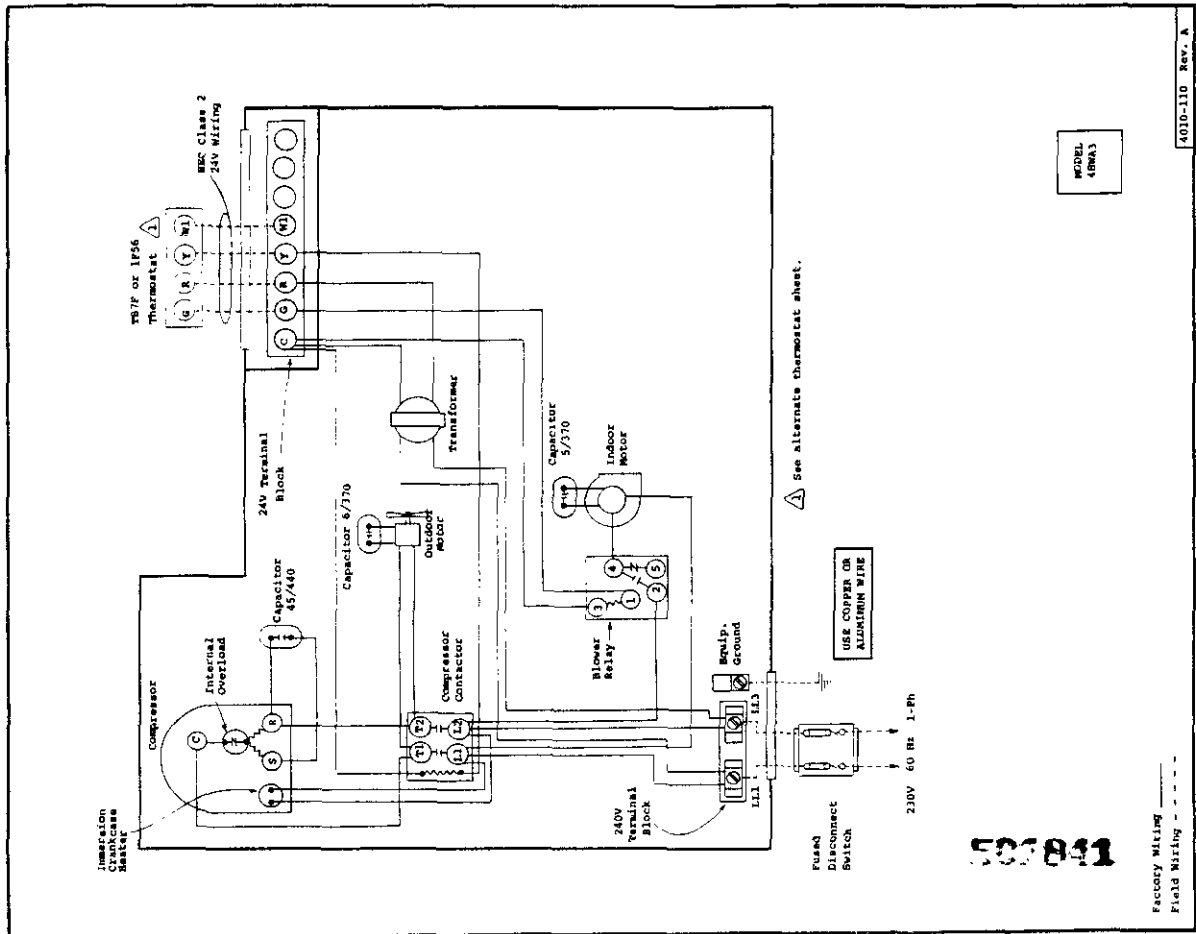 4010-110 Rev. A
MODEL
48WA3
T87F or 1F56
Thermostat
1
NEC Class 2
24V Wiring
G
R
Y
W1
C
G
R
Y
W1
24V Terminal
Block
Transformer
Capacitor 6/370
Outdoor
Motor
Capacitor
5/370
Indoor
Motor
Capacitor
45/440
Internal
Overload
Compressor
C
R
S
Immersion
Crankcase
Heater
Compressor
Contactor
T2
L2
T1
L1
Blower
Relay
4
5
2
1
3
Equip.
Ground
240V
Terminal
Block
LL1
LL3
1 See alternate thermostat sheet.
USE COPPER OR
ALUMINUM WIRE
Fused
Disconnect
Switch
230V 60 Hz 1-Ph
Factory Wiring
Field Wiring